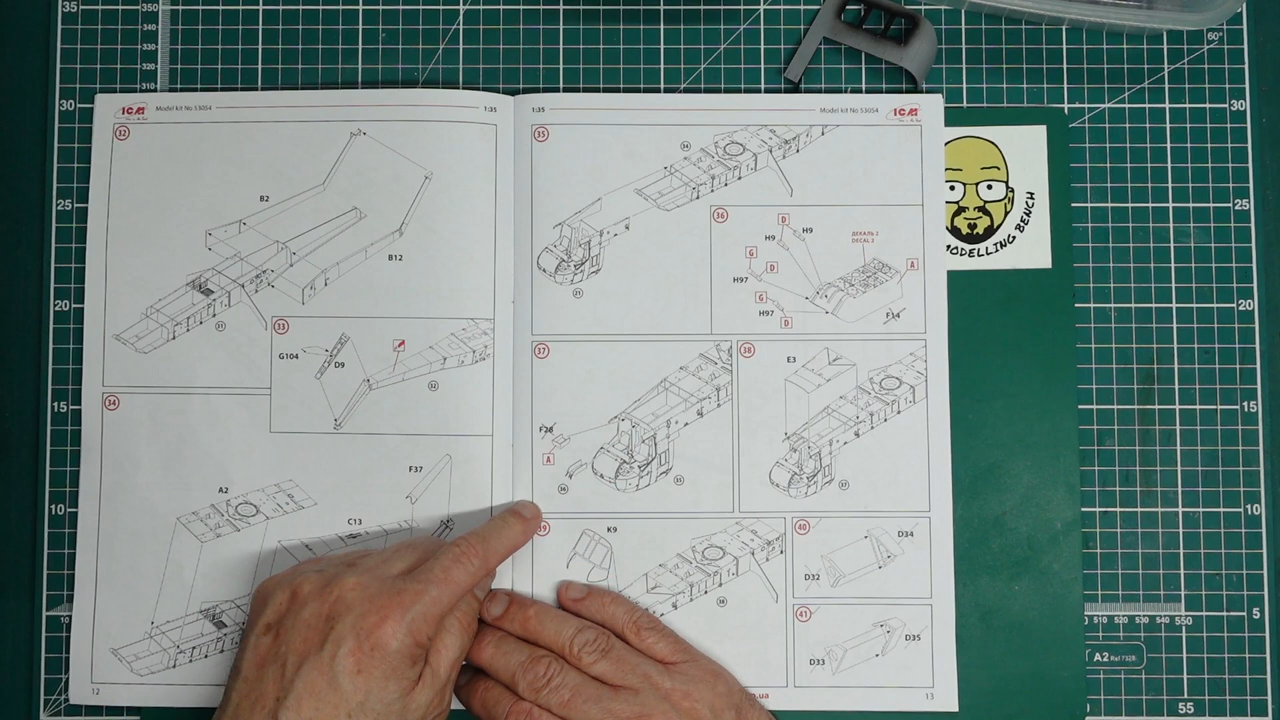 ICM
Model kit No 53054
1:35
32
B2
B12
31
33
G104
D9
32
34
A2
F37
C13
12
1:35
Model kit No 53054
ICM
35
34
21
36
D
H9
H9
G
D
H97
G
H97
D
ДЕКАЛЬ 2
DECAL 2
A
F14
37
F28
A
36
35
38
E3
37
39
K9
38
40
D34
D32
41
D35
D33
.ua
13
MODELLING BENCH
35
30
25
20
15
10
10
350
340
330
320
310
60°
30
25
20
15
5
510 520 530 540 550
A2 Ref 7328
55